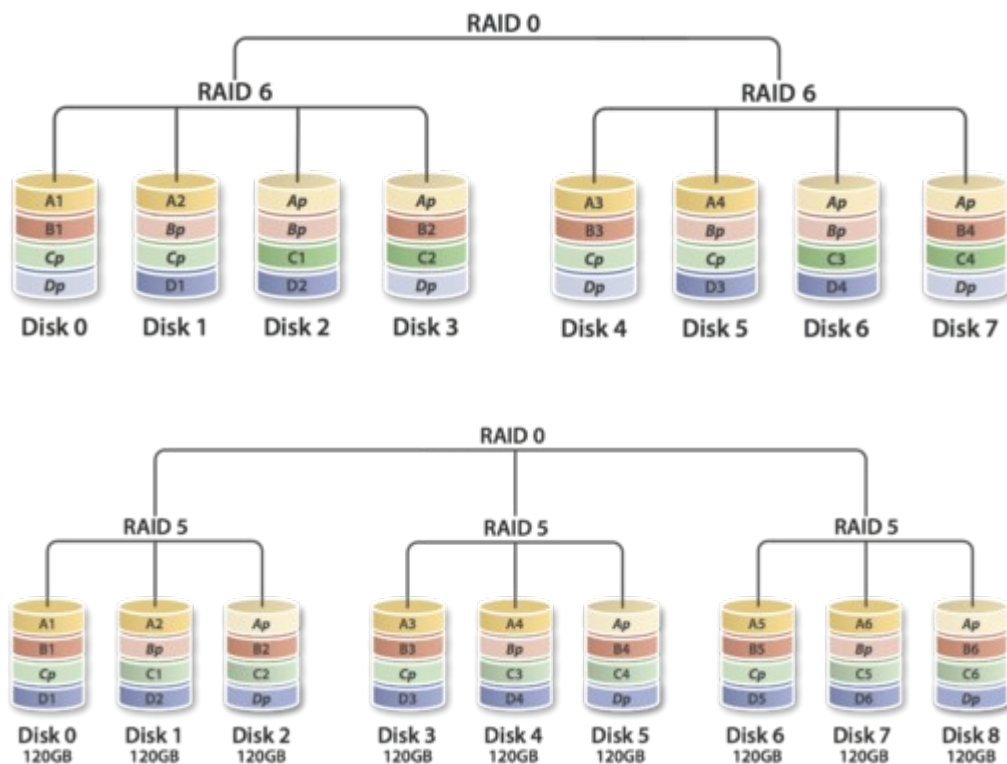 RAID 0
RAID 6 RAID 6
A1 A2 Ap Ap A3 A4 Ap Ap
B1 Bp Bp B2 B3 Bp Bp B4
Cp Cp C1 C2 Cp Cp C3 C4
Dp D1 D2 Dp Dp D3 D4 Dp
Disk 0 Disk 1 Disk 2 Disk 3 Disk 4 Disk 5 Disk 6 Disk 7
RAID 0
RAID 5 RAID 5 RAID 5
A1 A2 Ap A3 A4 Ap A5 A6 Ap
B1 Bp B2 B3 Bp B4 B5 Bp B6
Cp C1 C2 Cp C3 C4 Cp C5 C6
D1 D2 Dp D3 D4 Dp D5 D6 Dp
Disk 0 Disk 1 Disk 2 Disk 3 Disk 4 Disk 5 Disk 6 Disk 7 Disk 8
120GB 120GB 120GB 120GB 120GB 120GB 120GB 120GB 120GB